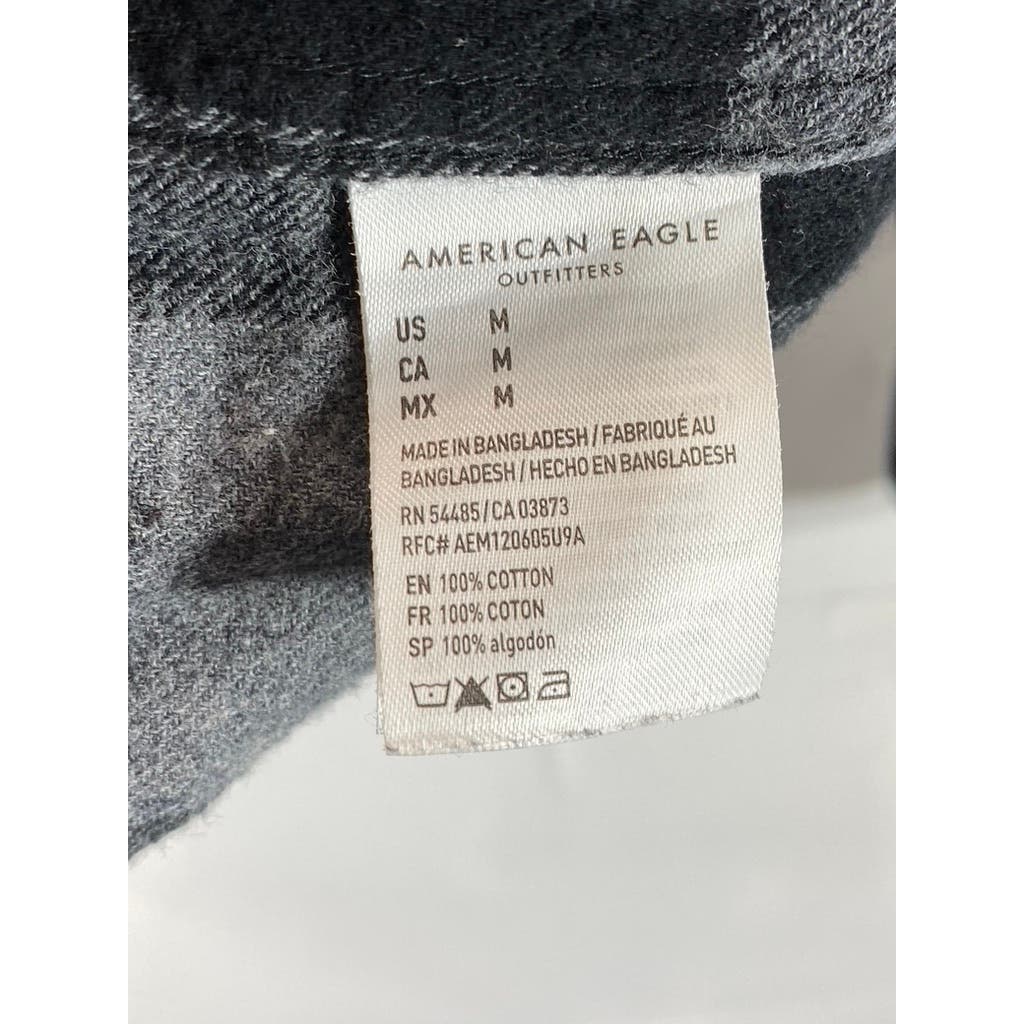 AMERICAN EAGLE
OUTFITTERS
US M
CA M
MX M
MADE IN BANGLADESH / FABRIQUÉ AU
BANGLADESH / HECHO EN BANGLADESH
RN 54485 / CA 03873
RFC# AEM120605U9A
EN 100% COTTON
FR 100% COTON
SP 100% algodón